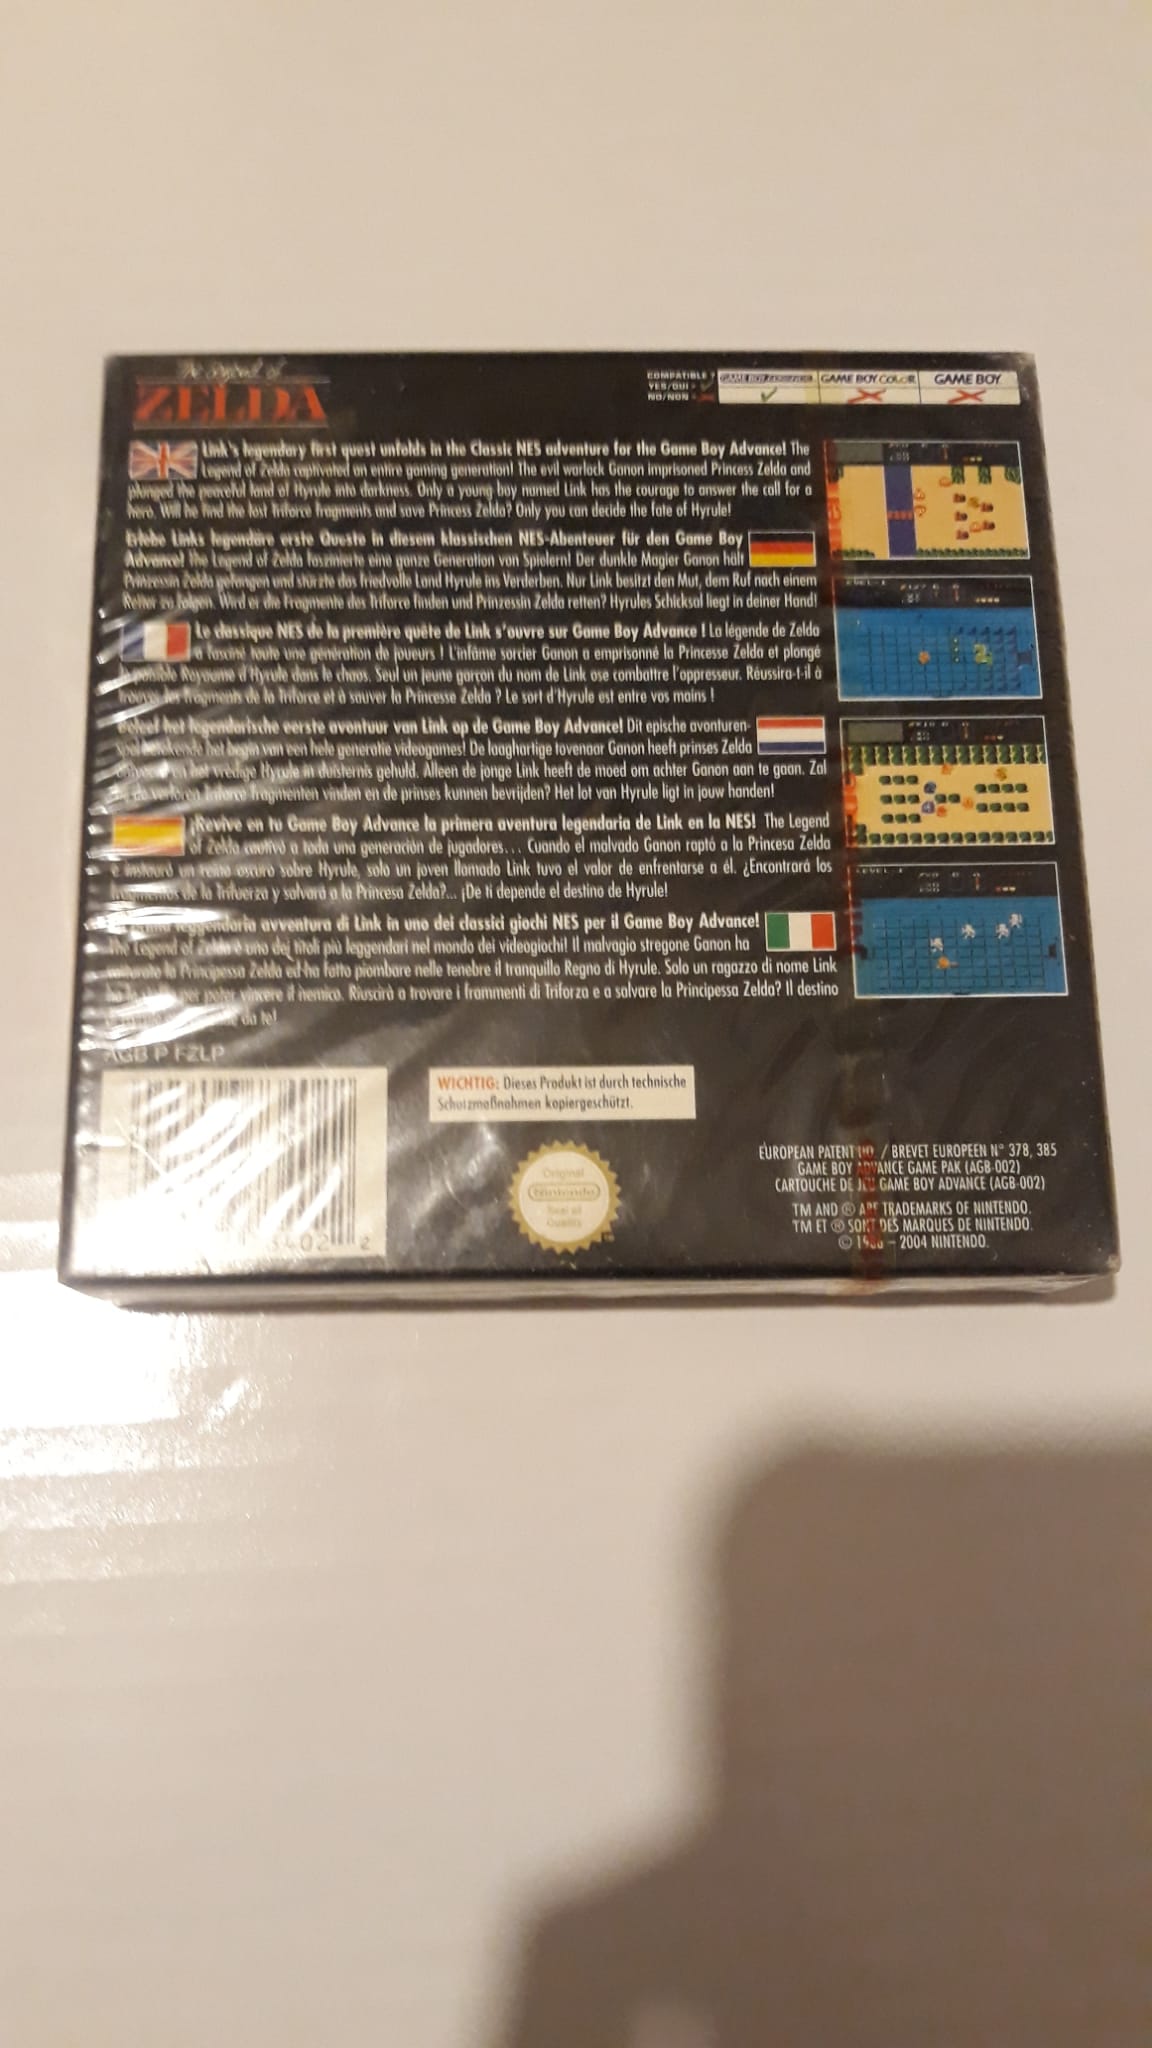 The Legend of
ZELDA
COMPATIBLE?
YES/OUI =
NO/NON =
GAME BOY ADVANCE
GAME BOY COLOR
GAME BOY
Link's legendary first quest unfolds in the Classic NES adventure for the Game Boy Advance! The
Legend of Zelda captivated an entire gaming generation! The evil warlock Ganon imprisoned Princess Zelda and
plunged the peaceful land of Hyrule into darkness. Only a young boy named Link has the courage to answer the call for a
hero. Will he find the lost Triforce fragments and save Princess Zelda? Only you can decide the fate of Hyrule!
Erlebe Links legendäre erste Queste in diesem klassischen NES-Abenteuer für den Game Boy
Advance! The Legend of Zelda faszinierte eine ganze Generation von Spielern! Der dunkle Magier Ganon hält
Prinzessin Zelda gefangen und stürzte das friedvolle Land Hyrule ins Verderben. Nur Link besitzt den Mut, dem Ruf nach einem
Retter zu folgen. Wird er die Fragmente des Triforce finden und Prinzessin Zelda retten? Hyrules Schicksal liegt in deiner Hand!
Le classique NES de la première quête de Link s'ouvre sur Game Boy Advance ! La légende de Zelda
a fasciné toute une génération de joueurs ! L'infâme sorcier Ganon a emprisonné la Princesse Zelda et plongé
le paisible Royaume d'Hyrule dans le chaos. Seul un jeune garçon du nom de Link ose combattre l'oppresseur. Réussira-t-il à
trouver les fragments de la Triforce et à sauver la Princesse Zelda ? Le sort d'Hyrule est entre vos mains !
Beleef het legendarische eerste avontuur van Link op de Game Boy Advance! Dit epische avonturen-
spel betekende het begin van een hele generatie videogames! De laaghartige tovenaar Ganon heeft prinses Zelda
en het vredige Hyrule in duisternis gehuld. Alleen de jonge Link heeft de moed om achter Ganon aan te gaan. Zal
hij de verloren Triforce fragmenten vinden en de prinses kunnen bevrijden? Het lot van Hyrule ligt in jouw handen!
¡Revive en tu Game Boy Advance la primera aventura legendaria de Link en la NES! The Legend
of Zelda cautivó a toda una generación de jugadores... Cuando el malvado Ganon raptó a la Princesa Zelda
e instauró un reino oscuro sobre Hyrule, solo un joven llamado Link tuvo el valor de enfrentarse a él. ¿Encontrará los
fragmentos de la Trifuerza y salvará a la Princesa Zelda?... ¡De ti depende el destino de Hyrule!
leggendaria avventura di Link in uno dei classici giochi NES per il Game Boy Advance!
The Legend of Zelda è uno dei titoli più leggendari nel mondo dei videogiochi! Il malvagio stregone Ganon ha
catturato la Principessa Zelda ed ha fatto piombare nelle tenebre il tranquillo Regno di Hyrule. Solo un ragazzo di nome Link
per poter vincere il nemico. Riuscirà a trovare i frammenti di Triforza e a salvare la Principessa Zelda? Il destino
da te!
AGB P FZLP
WICHTIG: Dieses Produkt ist durch technische
Schutzmaßnahmen kopiergeschützt.
Original
Nintendo
Seal of
Quality
EUROPEAN PATENT NO. / BREVET EUROPEEN N° 378, 385
GAME BOY ADVANCE GAME PAK (AGB-002)
CARTOUCHE DE JEU GAME BOY ADVANCE (AGB-002)
TM AND ® ARE TRADEMARKS OF NINTENDO.
TM ET ® SONT DES MARQUES DE NINTENDO.
© – 2004 NINTENDO.